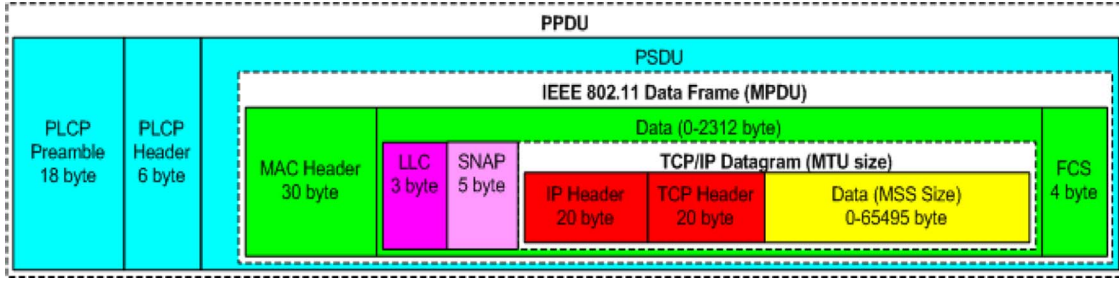 PPDU
PSDU
IEEE 802.11 Data Frame (MPDU)
PLCP
Preamble
18 byte
PLCP
Header
6 byte
MAC Header
30 byte
Data (0-2312 byte)
LLC
3 byte
SNAP
5 byte
TCP/IP Datagram (MTU size)
IP Header
20 byte
TCP Header
20 byte
Data (MSS Size)
0-65495 byte
FCS
4 byte